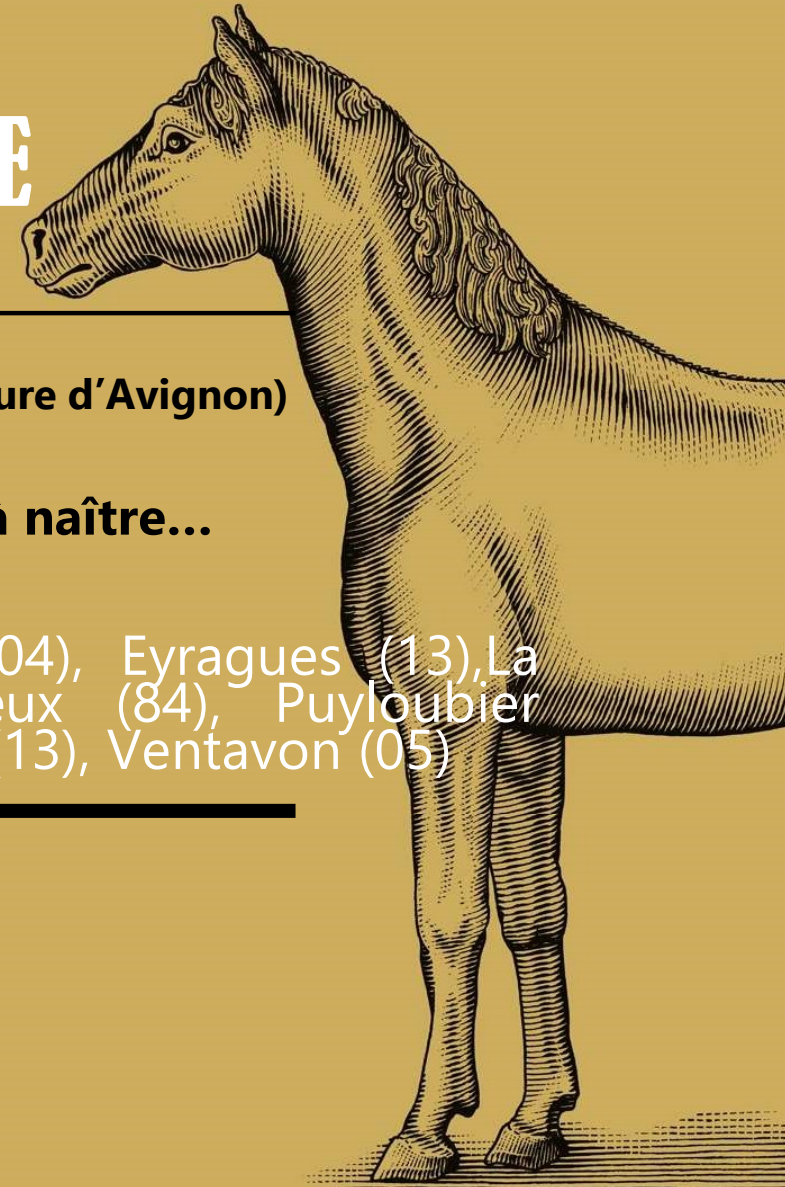 E
ure d’Avignon)
à naître…
04), Eyragues (13),La
eux (84), Puyloubier
(13), Ventavon (05)